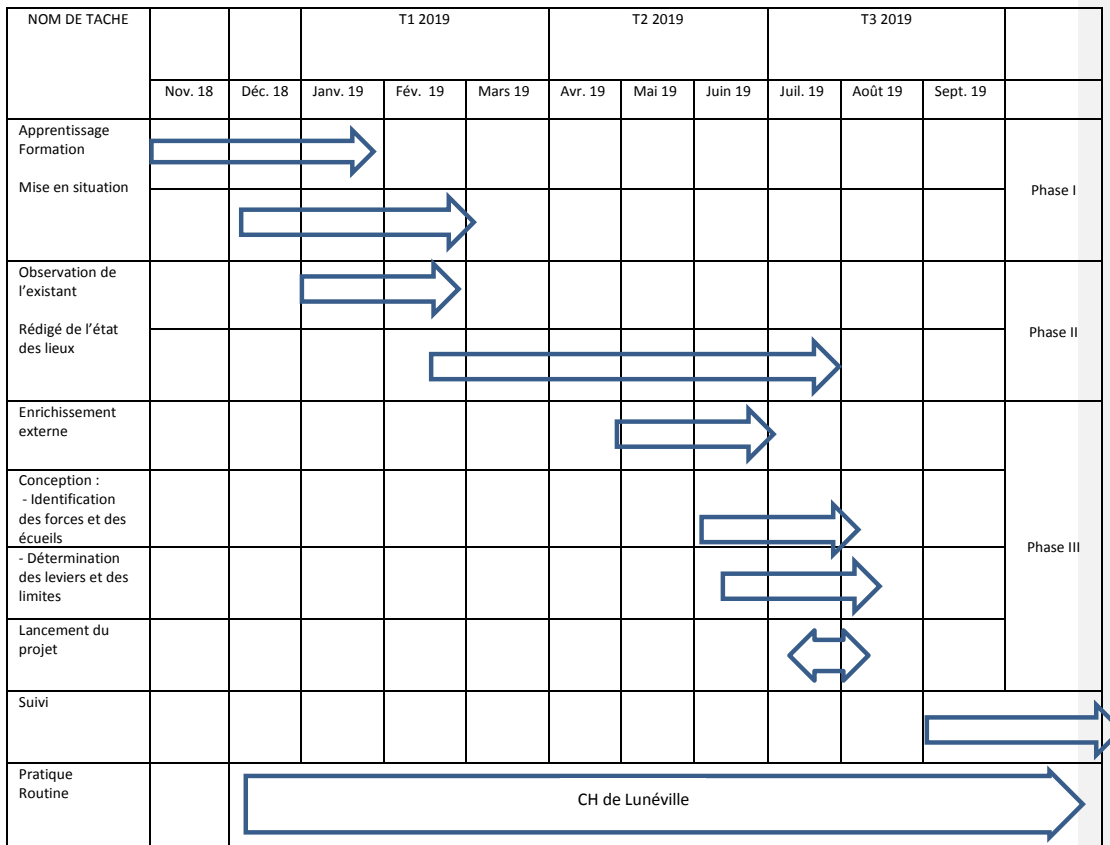 NOM DE TACHE
T1 2019
T2 2019
T3 2019
Nov. 18
Déc. 18
Janv. 19
Fév. 19
Mars 19
Avr. 19
Mai 19
Juin 19
Juil. 19
Août 19
Sept. 19
Apprentissage
Formation
Mise en situation
Phase I
Observation de
l’existant
Rédigé de l’état
des lieux
Phase II
Enrichissement
externe
Conception :
- Identification
des forces et des
écueils
- Détermination
des leviers et des
limites
Phase III
Lancement du
projet
Suivi
Pratique
Routine
CH de Lunéville